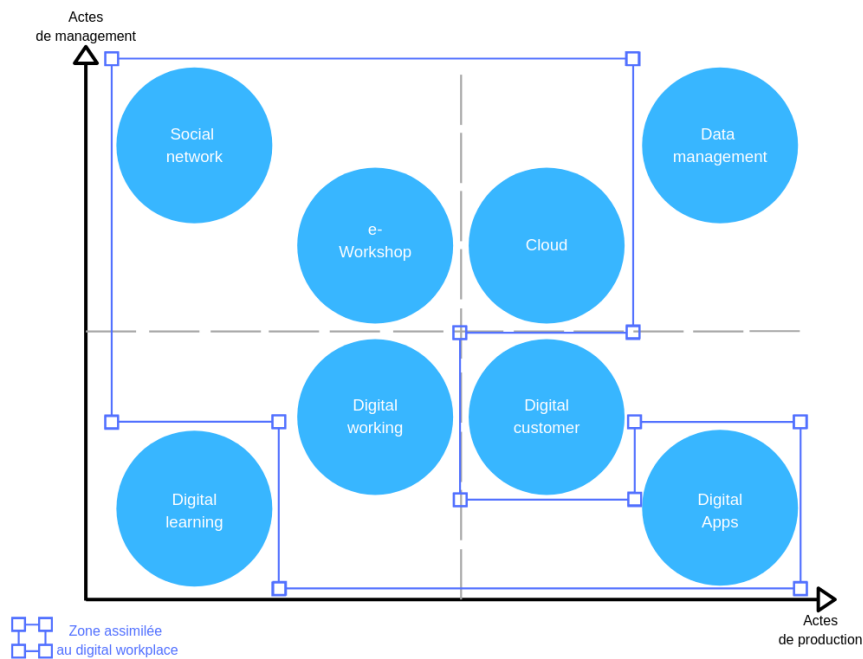 Actes
de management
Social
network
Data
management
e-
Workshop
Cloud
Digital
working
Digital
customer
Digital
learning
Digital
Apps
Actes
de production
Zone assimilée
au digital workplace